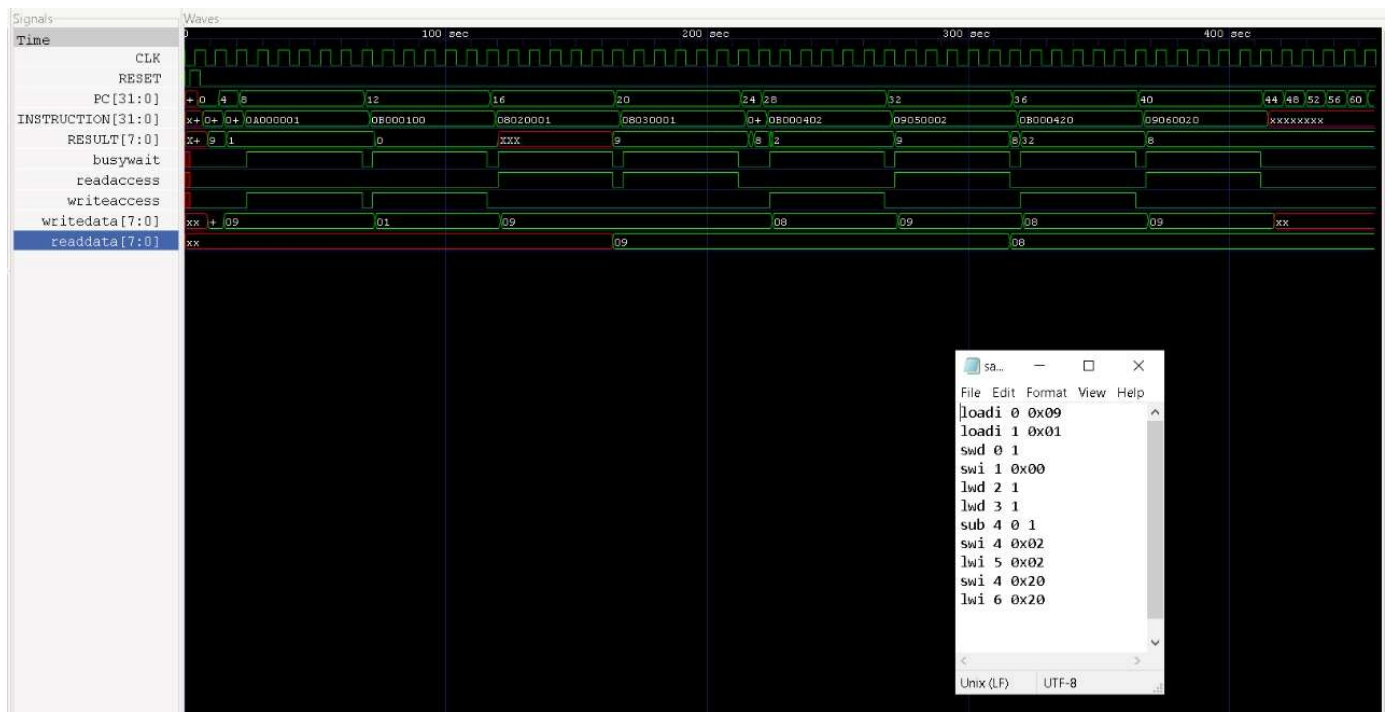 Signals Waves
Time 0 100 sec 200 sec 300 sec 400 sec
CLK
RESET
PC[31:0] + 0 4 8 12 16 20 24 28 32 36 40 44 48 52 56 60
INSTRUCTION[31:0] x+ 0+ 0+ 0A000001 0B000100 08020001 08030001 0+ 0B000402 09050002 0B000420 09060020 xxxxxxxx
RESULT[7:0] X+ 9 1 0 XXX 9 8 2 9 8 32 8
busywait
readaccess
writeaccess
writedata[7:0] xx + 09 01 09 08 09 08 09 xx
readdata[7:0] xx 09 08
sa...
File Edit Format View Help
loadi 0 0x09
loadi 1 0x01
swd 0 1
swi 1 0x00
lwd 2 1
lwd 3 1
sub 4 0 1
swi 4 0x02
lwi 5 0x02
swi 4 0x20
lwi 6 0x20
Unix (LF) UTF-8